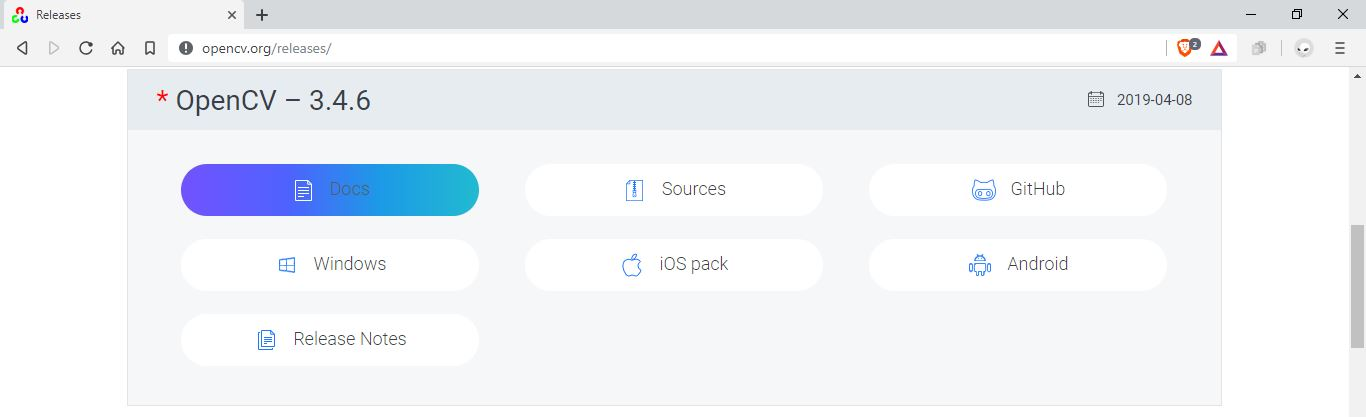 Releases
opencv.org/releases/
2
* OpenCV – 3.4.6
2019-04-08
Docs
Sources
GitHub
Windows
iOS pack
Android
Release Notes